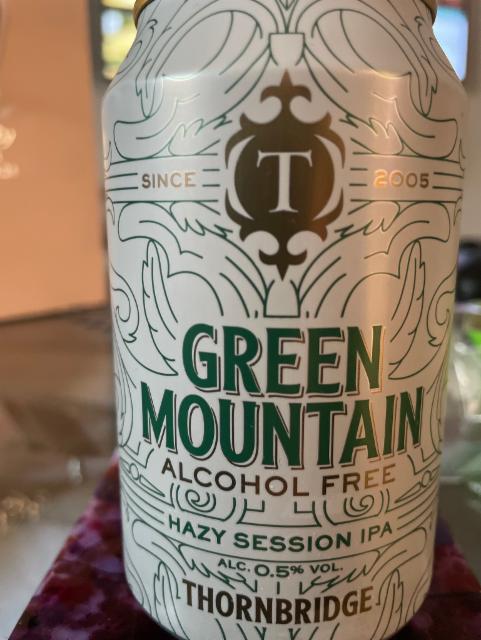 SINCE T 2005
GREEN
MOUNTAIN
ALCOHOL FREE
HAZY SESSION IPA
ALC. 0.5% VOL.
THORNBRIDGE